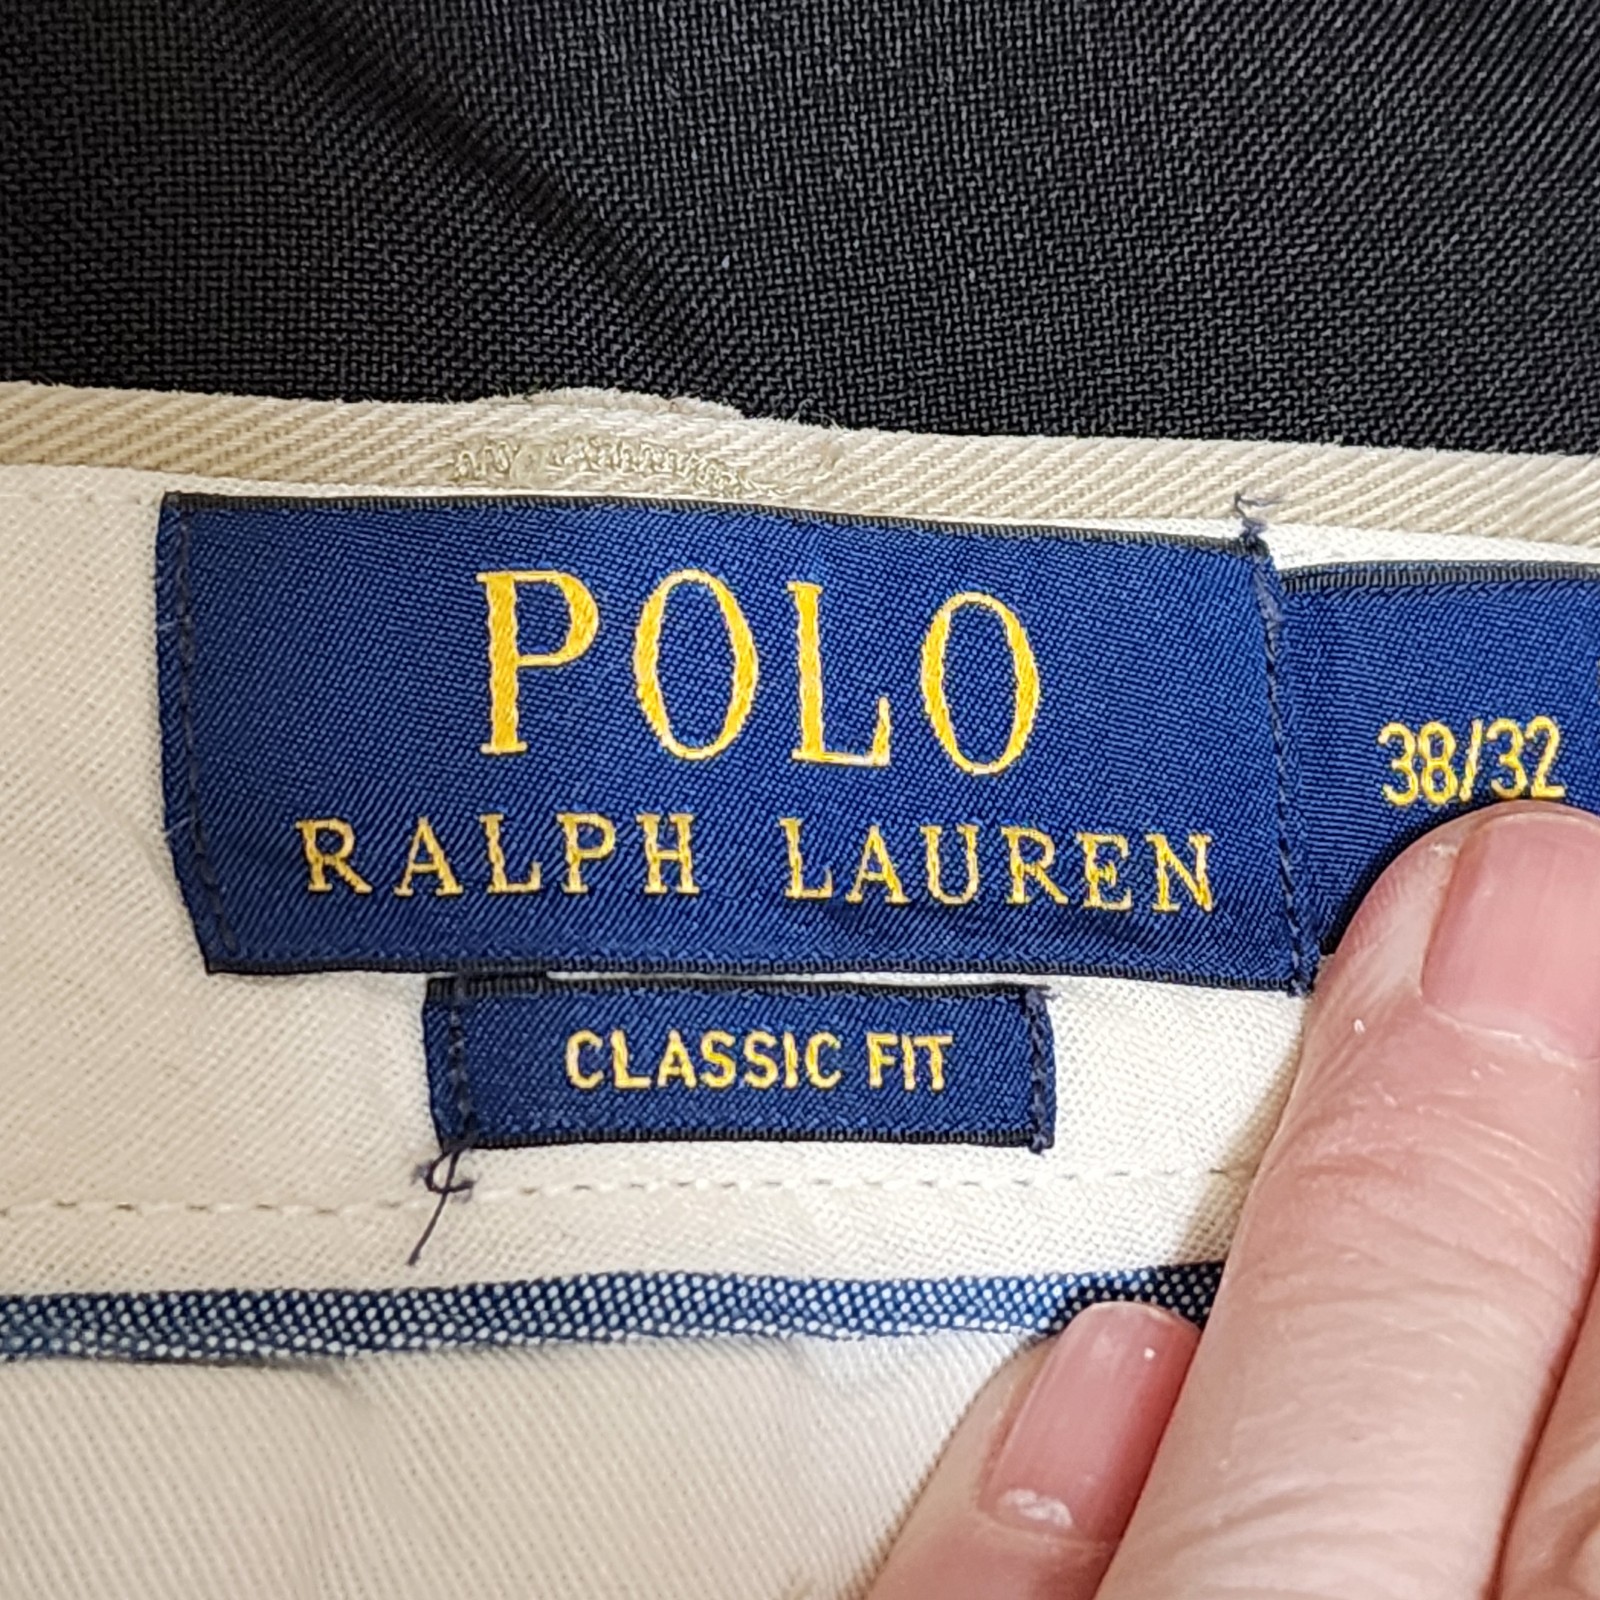 POLO
RALPH LAUREN
38/32
CLASSIC FIT